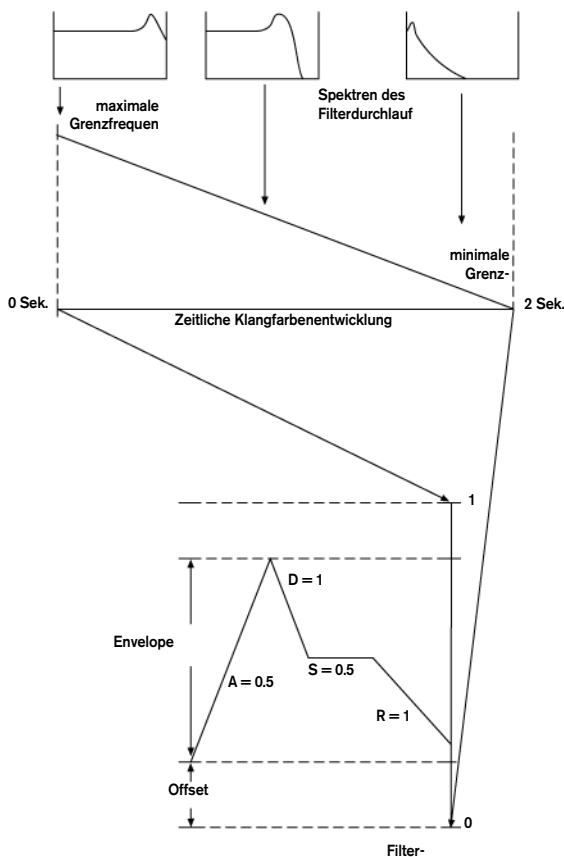 maximale
Grenzfrequen
Spektren des
Filterdurchlauf
minimale
Grenz-
0 Sek.
2 Sek.
Zeitliche Klangfarbenentwicklung
1
D = 1
Envelope
S = 0.5
A = 0.5
R = 1
Offset
0
Filter-